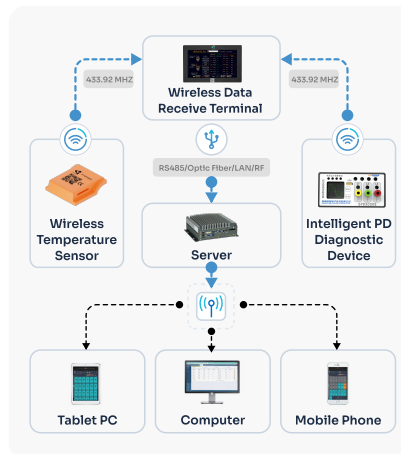 433.92 MHZ
433.92 MHZ
Wireless Data
Receive Terminal
RS485/Optic Fiber/LAN/RF
Wireless
Temperature
Sensor
Server
Intelligent PD
Diagnostic
Device
Tablet PC
Computer
Mobile Phone